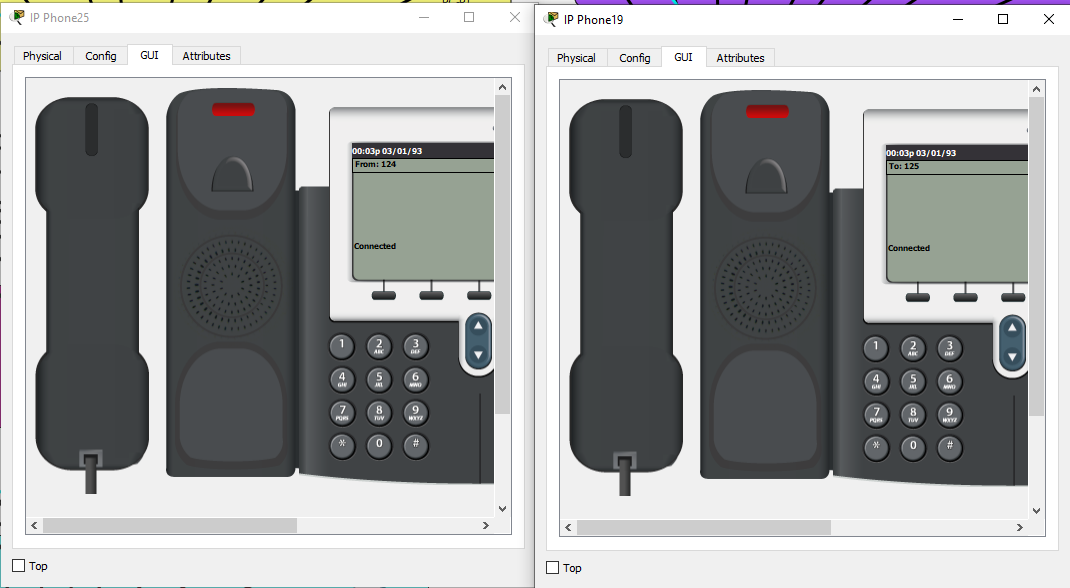 IP Phone25
Physical Config GUI Attributes
00:03p 03/01/93
From: 124
Connected
1 2 ABC 3 DEF
4 GHI 5 JKL 6 MNO
7 PQRS 8 TUV 9 WXYZ
* 0 #
Top
IP Phone19
Physical Config GUI Attributes
00:03p 03/01/93
To: 125
Connected
1 2 ABC 3 DEF
4 GHI 5 JKL 6 MNO
7 PQRS 8 TUV 9 WXYZ
* 0 #
Top